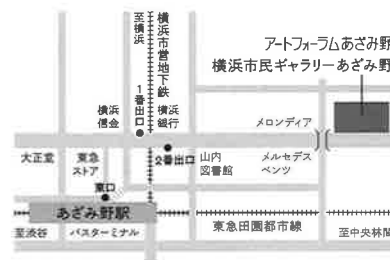 至横浜
横浜市営地下鉄
アートフォーラムあざみ野
横浜市民ギャラリーあざみ野
1番出口
横浜
信金
横浜
銀行
メロンディア
大正堂
東急
ストア
2番出口
山内
図書館
メルセデス
ベンツ
東口
あざみ野駅
東急田園都市線
至渋谷
バスターミナル
至中央林間